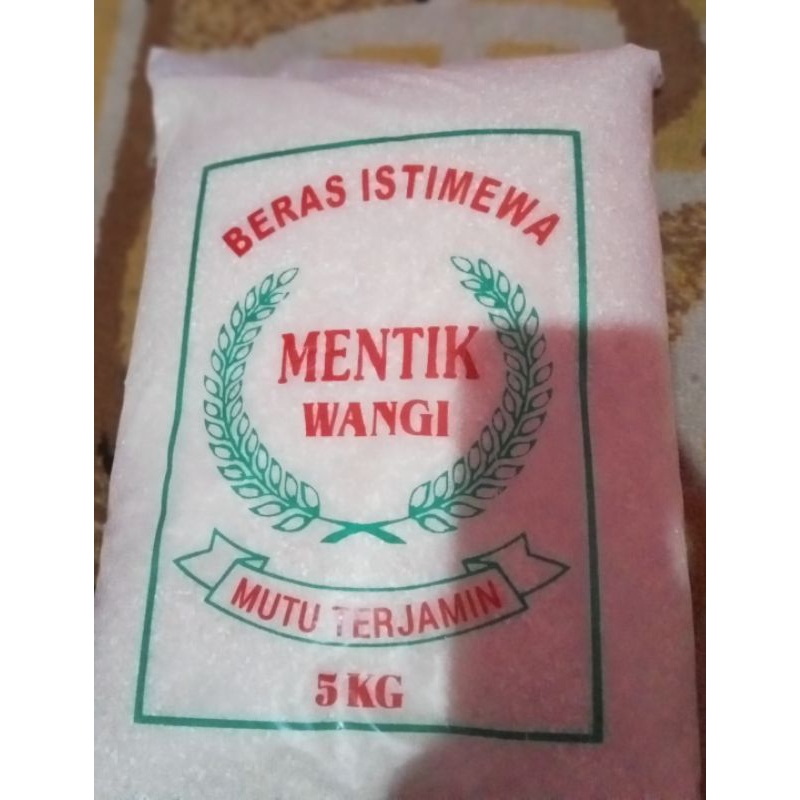 BERAS ISTIMEWA
MENTIK
WANGI
MUTU TERJAMIN
5 KG